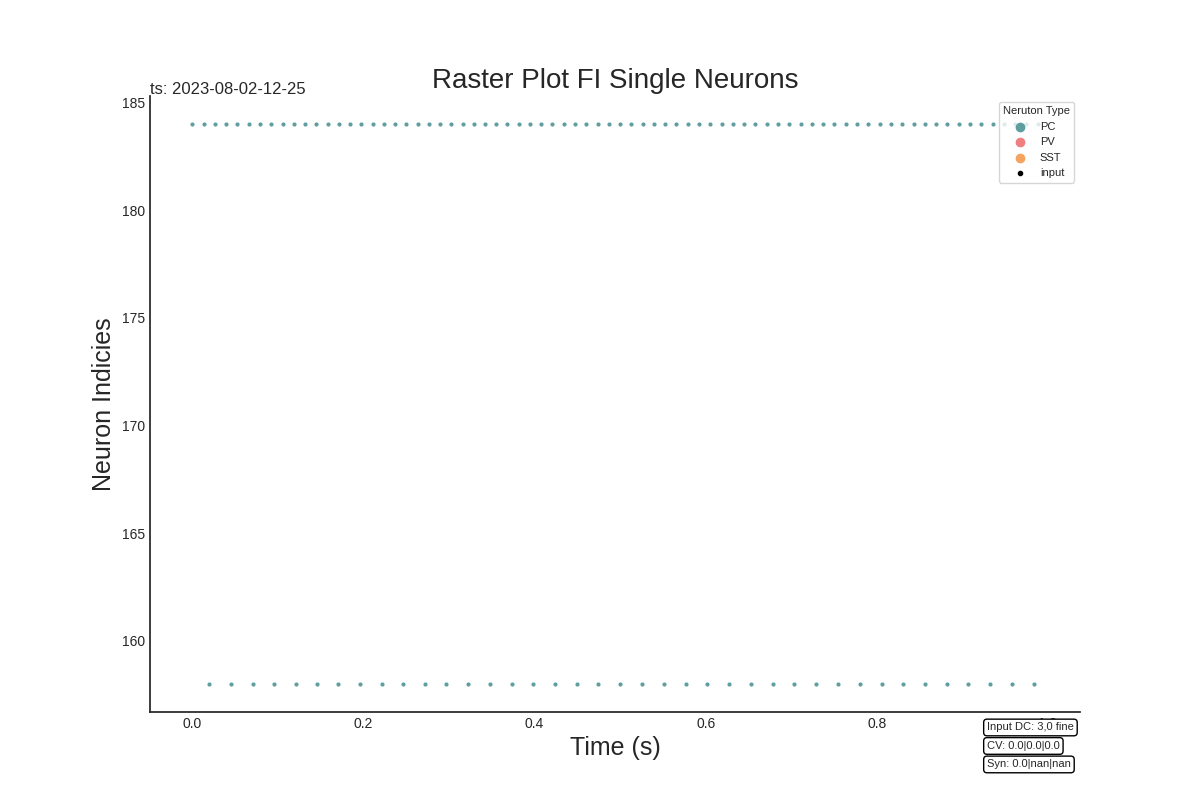 Raster Plot FI Single Neurons
ts: 2023-08-02-12-25
Neruton Type
PC
PV
SST
input
185
180
175
170
165
160
Neuron Indicies
0.0 0.2 0.4 0.6 0.8
Time (s)
Input DC: 3,0 fine
CV: 0.0|0.0|0.0
Syn: 0.0|nan|nan